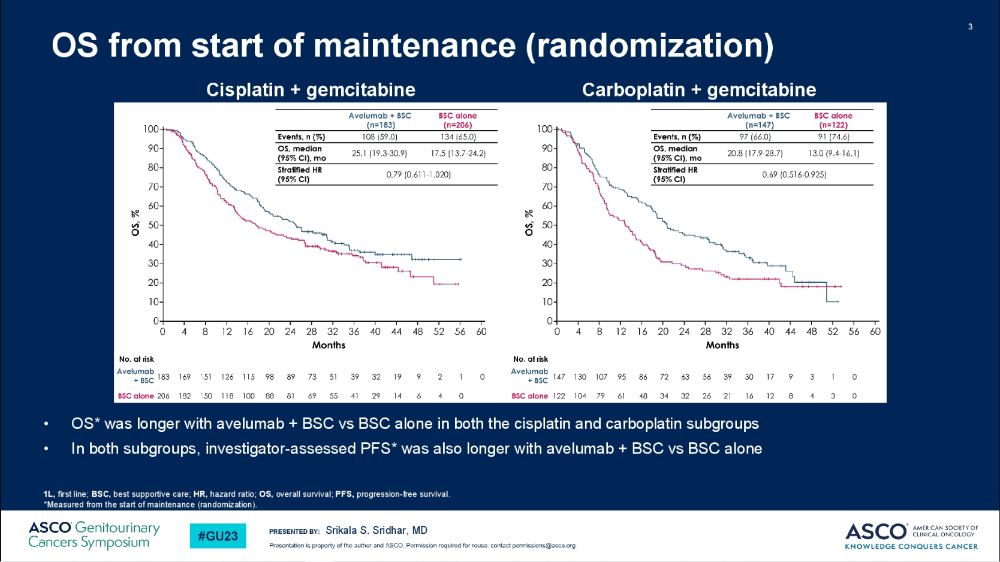 3
OS from start of maintenance (randomization)
Cisplatin + gemcitabine
Avelumab + BSC BSC alone
(n=183) (n=206)
Events, n (%) 108 (59.0) 134 (65.0)
OS, median
(95% CI), mo 25.1 (19.3-30.9) 17.5 (13.7-24.2)
Stratified HR
(95% CI) 0.79 (0.611-1.020)
OS, %
100
90
80
70
60
50
40
30
20
10
0
0 4 8 12 16 20 24 28 32 36 40 44 48 52 56 60
Months
No. at risk
Avelumab
+ BSC 183 169 151 126 115 98 89 73 51 39 32 19 9 2 1 0
BSC alone 206 182 150 118 100 88 81 69 55 41 29 14 6 4 0
Carboplatin + gemcitabine
Avelumab + BSC BSC alone
(n=147) (n=122)
Events, n (%) 97 (66.0) 91 (74.6)
OS, median
(95% CI), mo 20.8 (17.9-28.7) 13.0 (9.4-16.1)
Stratified HR
(95% CI) 0.69 (0.516-0.925)
OS, %
100
90
80
70
60
50
40
30
20
10
0
0 4 8 12 16 20 24 28 32 36 40 44 48 52 56 60
Months
No. at risk
Avelumab
+ BSC 147 130 107 95 86 72 63 56 39 30 17 9 3 1 0
BSC alone 122 104 79 61 48 34 32 26 21 16 12 8 4 3 0
• OS* was longer with avelumab + BSC vs BSC alone in both the cisplatin and carboplatin subgroups
• In both subgroups, investigator-assessed PFS* was also longer with avelumab + BSC vs BSC alone
1L, first line; BSC, best supportive care; HR, hazard ratio; OS, overall survival; PFS, progression-free survival.
*Measured from the start of maintenance (randomization).
ASCO Genitourinary
Cancers Symposium
#GU23
PRESENTED BY: Srikala S. Sridhar, MD
Presentation is property of the author and ASCO. Permission required for reuse; contact permissions@asco.org.
ASCO AMERICAN SOCIETY OF
CLINICAL ONCOLOGY
KNOWLEDGE CONQUERS CANCER